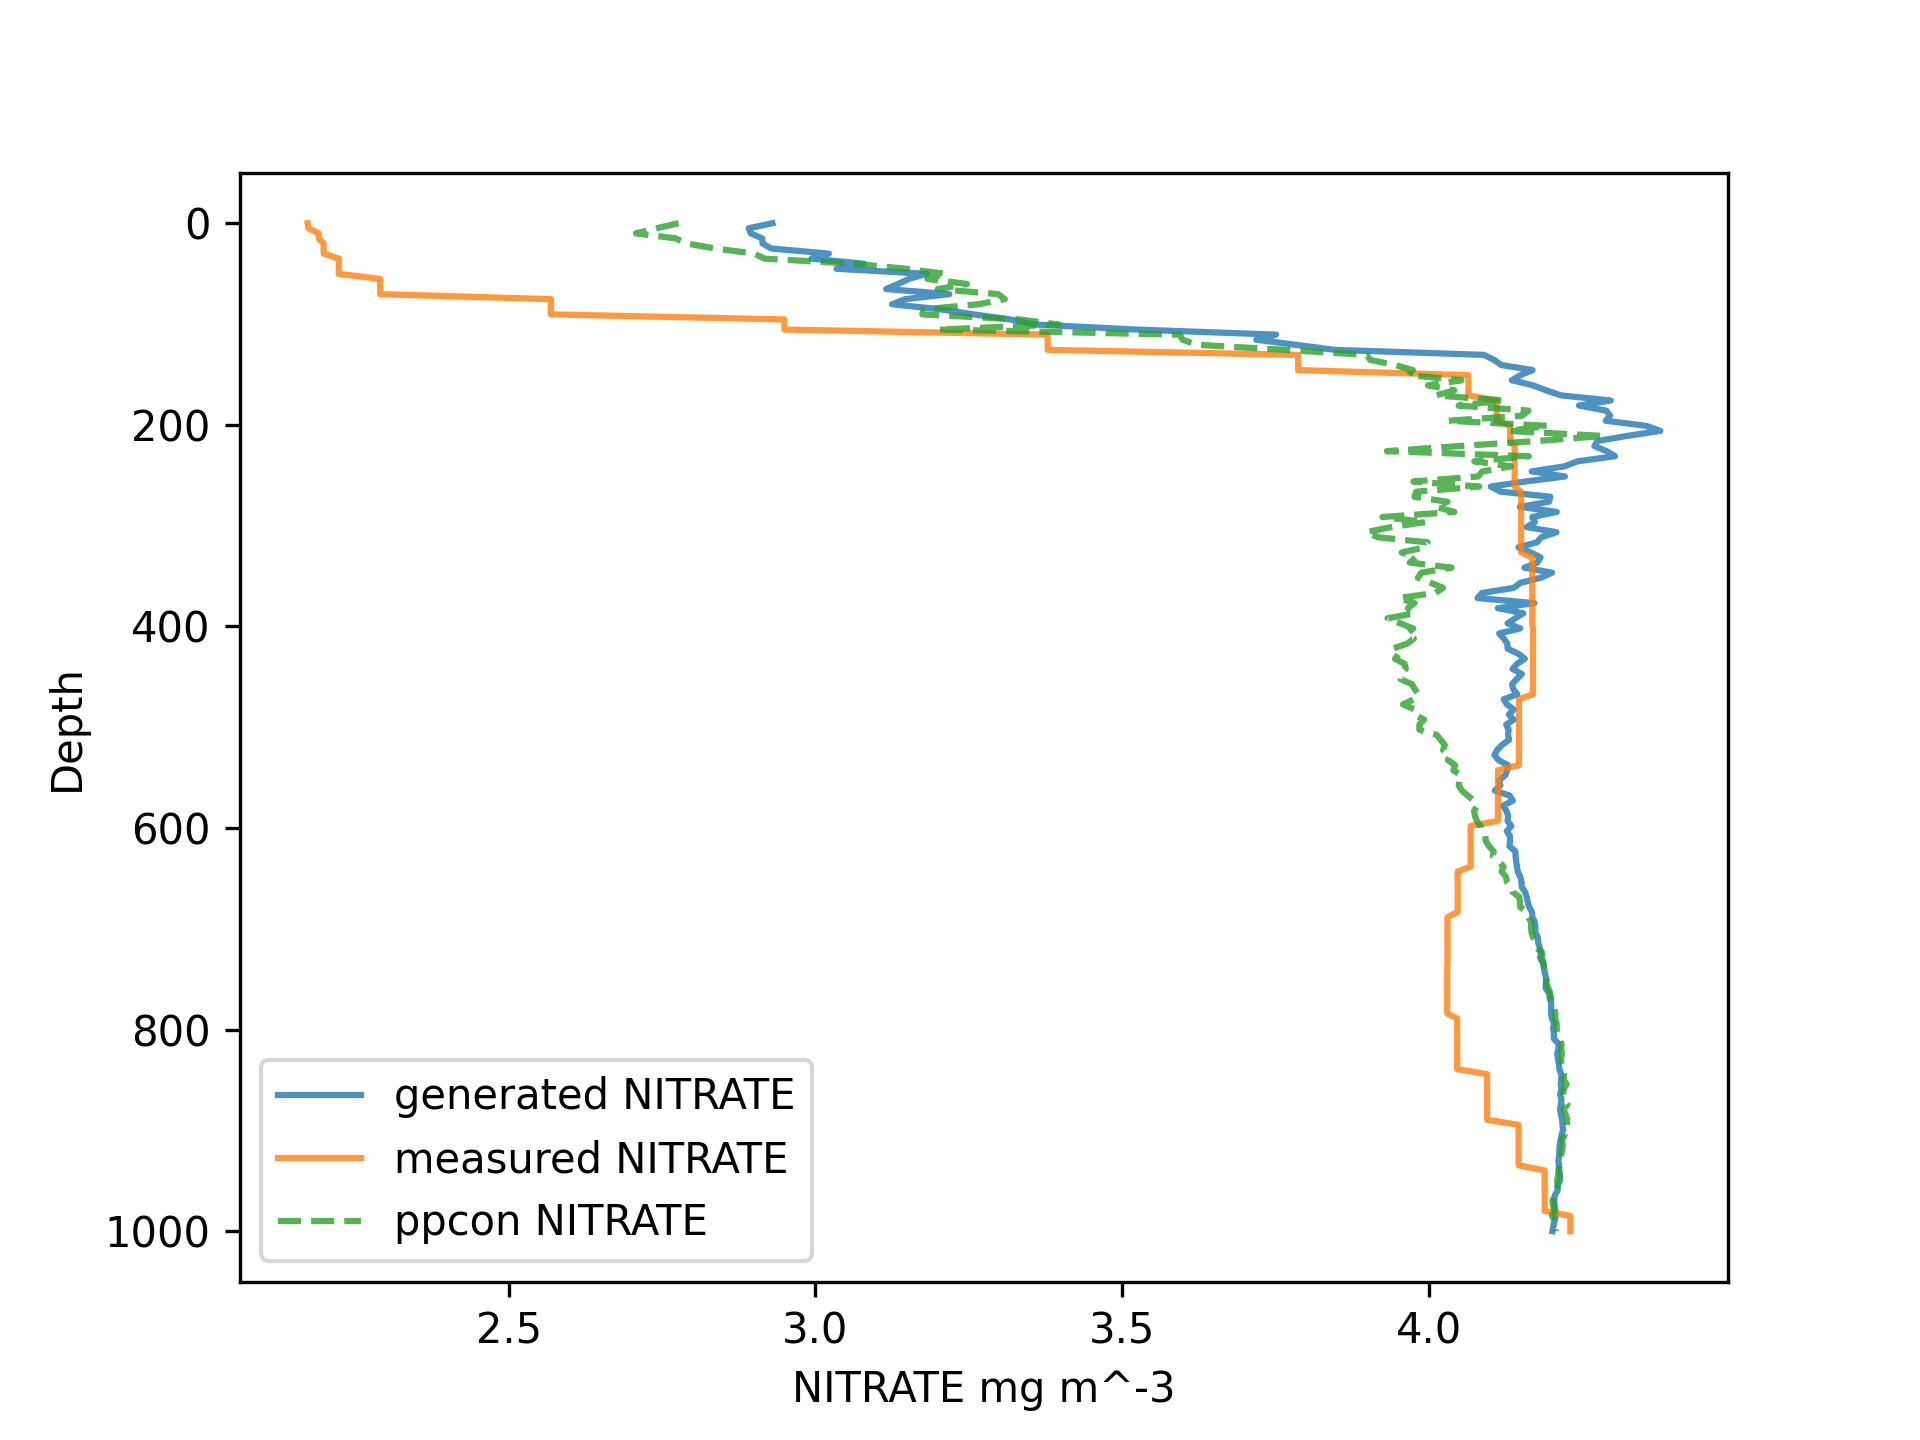 0
200
400
600
800
1000
Depth
generated NITRATE
measured NITRATE
ppcon NITRATE
2.5 3.0 3.5 4.0
NITRATE mg m^-3